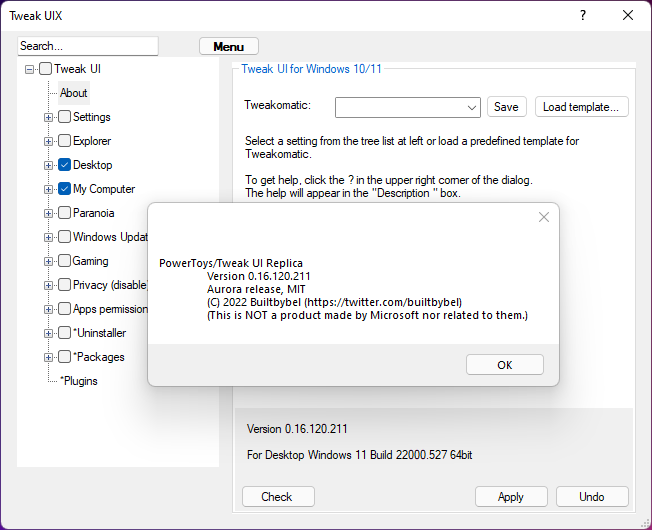 Tweak UIX
?
Search...
Menu
Tweak UI
About
Settings
Explorer
Desktop
My Computer
Paranoia
Windows Updat
Gaming
Privacy (disable
Apps permission
*Uninstaller
*Packages
*Plugins
Tweak UI for Windows 10/11
Tweakomatic:
Save
Load template...
Select a setting from the tree list at left or load a predefined template for
Tweakomatic.
To get help, click the ? in the upper right corner of the dialog.
The help will appear in the "Description " box.
PowerToys/Tweak UI Replica
Version 0.16.120.211
Aurora release, MIT
(C) 2022 Builtbybel (https://twitter.com/builtbybel)
(This is NOT a product made by Microsoft nor related to them.)
OK
Version 0.16.120.211
For Desktop Windows 11 Build 22000.527 64bit
Check
Apply
Undo